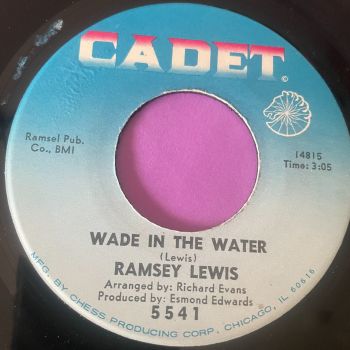 CADET
©
Ramsel Pub.
Co., BMI
14815
Time: 3:05
WADE IN THE WATER
(Lewis)
RAMSEY LEWIS
Arranged by: Richard Evans
Produced by: Esmond Edwards
5541
MFG. BY CHESS PRODUCING CORP., CHICAGO, IL 60616